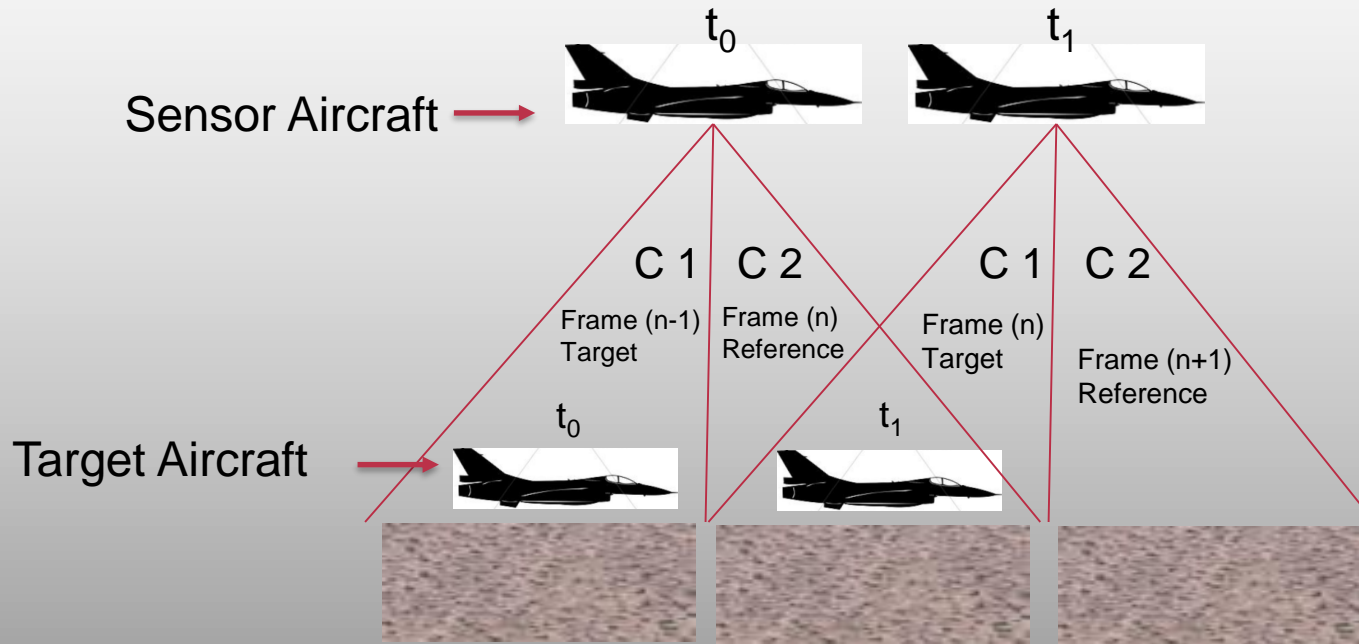 t₀
t₁
Sensor Aircraft
C 1
C 2
C 1
C 2
Frame (n-1)
Target
Frame (n)
Reference
Frame (n)
Target
Frame (n+1)
Reference
t₀
t₁
Target Aircraft